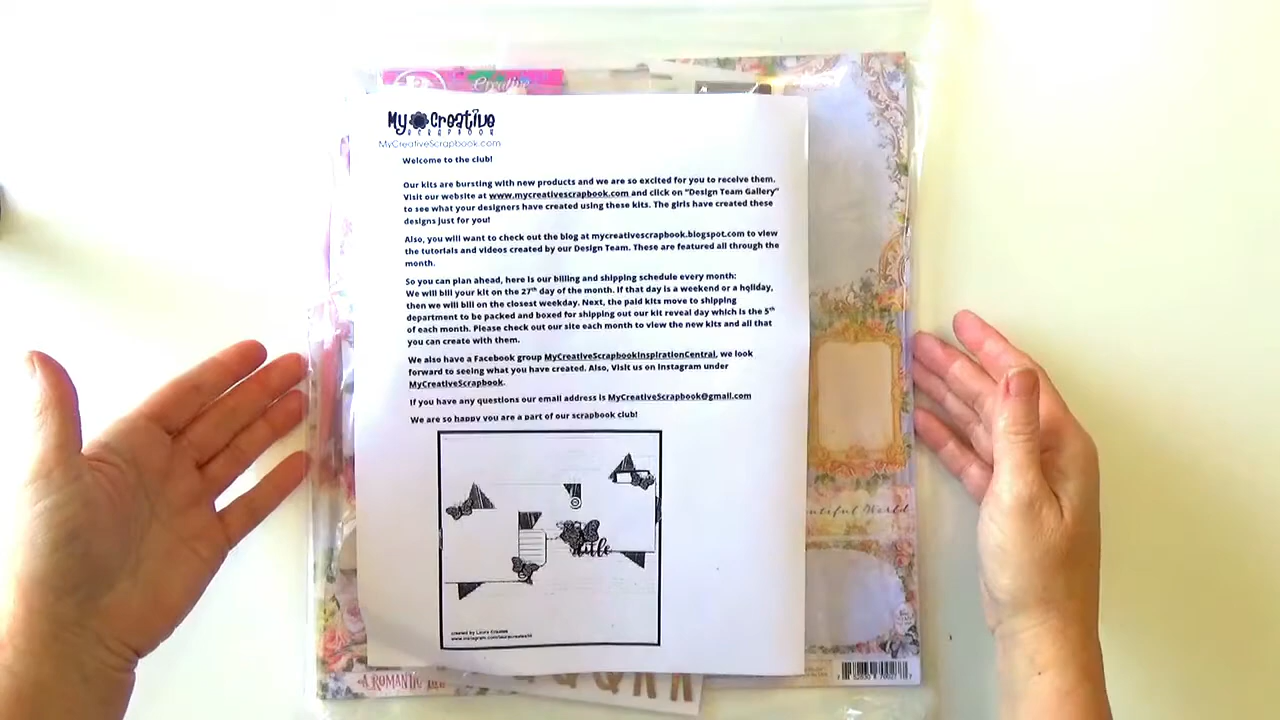 Creative
My Creative
SCRAPBOOK
MyCreativeScrapbook.com
Welcome to the club!
Our kits are bursting with new products and we are so excited for you to receive them.
Visit our website at www.mycreativescrapbook.com and click on "Design Team Gallery"
to see what your designers have created using these kits. The girls have created these
designs just for you!
Also, you will want to check out the blog at mycreativescrapbook.blogspot.com to view
the tutorials and videos created by our Design Team. These are featured all through the
month.
So you can plan ahead, here is our billing and shipping schedule every month:
We will bill your kit on the 27th day of the month. If that day is a weekend or a holiday,
then we will bill on the closest weekday. Next, the paid kits move to shipping
department to be packed and boxed for shipping out our kit reveal day which is the 5th
of each month. Please check out our site each month to view the new kits and all that
you can create with them.
We also have a Facebook group MyCreativeScrapbookInspirationCentral, we look
forward to seeing what you have created. Also, Visit us on Instagram under
MyCreativeScrapbook.
If you have any questions our email address is MyCreativeScrapbook@gmail.com
We are so happy you are a part of our scrapbook club!
title
created by Laura
World
A ROMANTIC